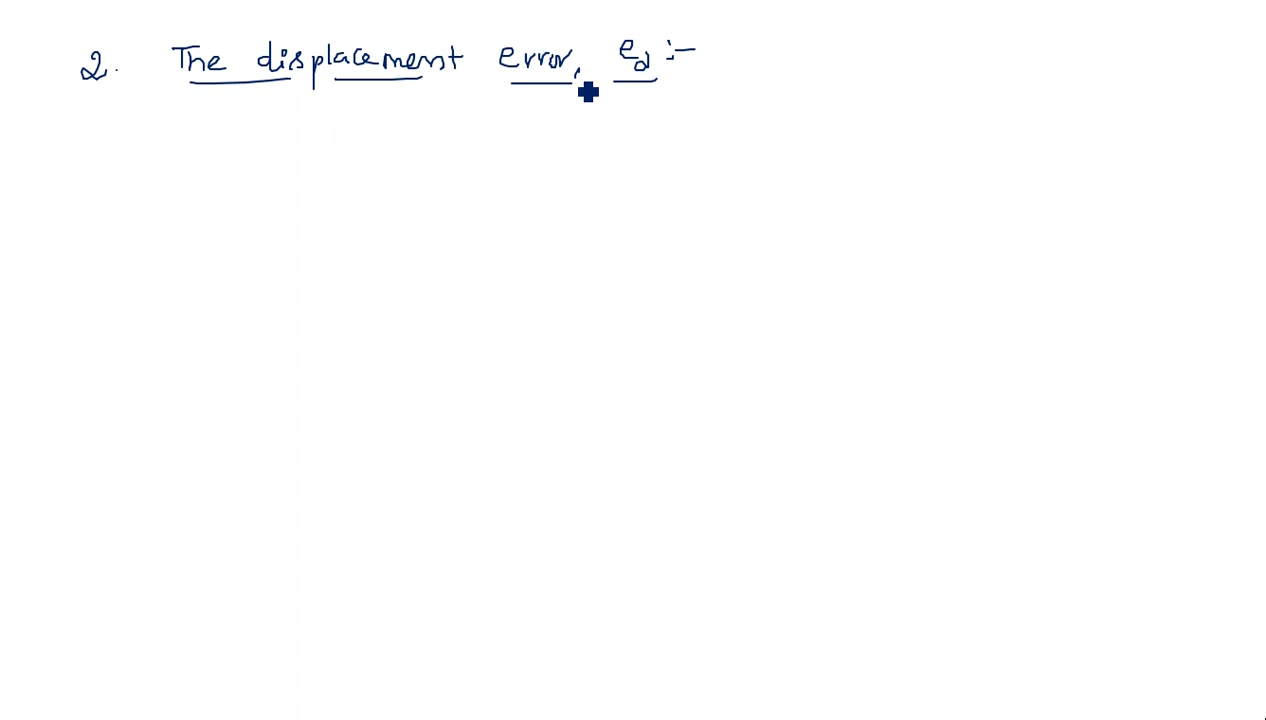 2. The displacement error, ed :-